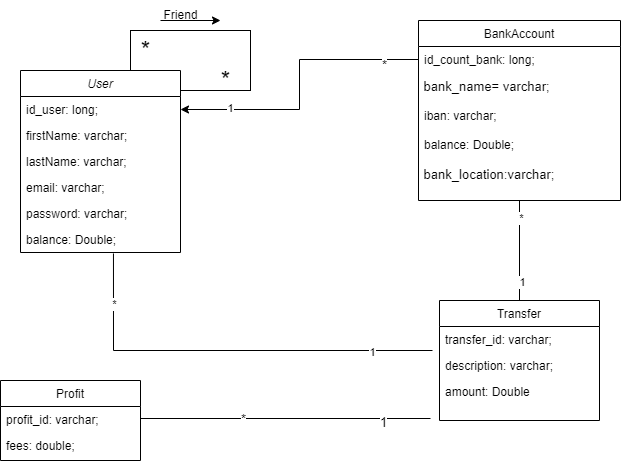 Friend
*
*
User
id_user: long;
firstName: varchar;
lastName: varchar;
email: varchar;
password: varchar;
balance: Double;
1
*
BankAccount
id_count_bank: long;
bank_name= varchar;
iban: varchar;
balance: Double;
bank_location:varchar;
*
1
*
1
Transfer
transfer_id: varchar;
description: varchar;
amount: Double
Profit
profit_id: varchar;
fees: double;
*
1